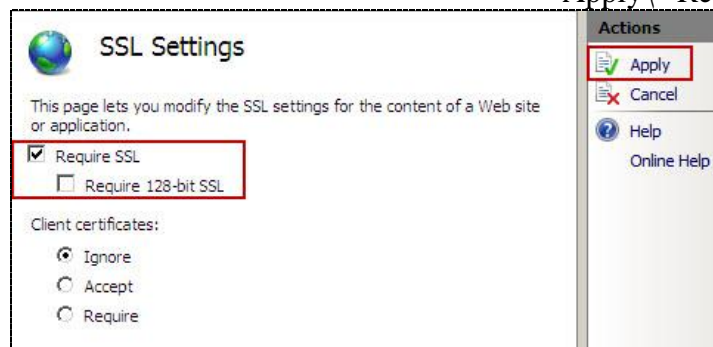 Apply
SSL Settings
This page lets you modify the SSL settings for the content of a Web site
or application.
Require SSL
Require 128-bit SSL
Client certificates:
Ignore
Accept
Require
Actions
Apply
Cancel
Help
Online Help